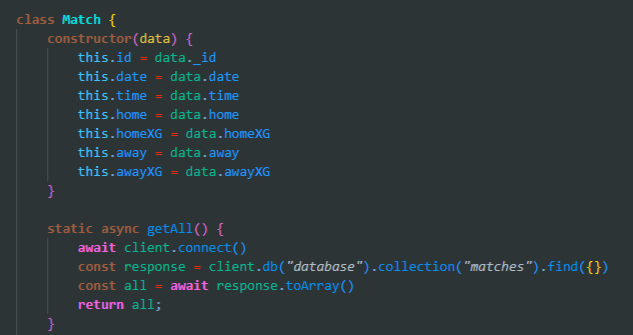 class Match {
    constructor(data) {
        this.id = data._id
        this.date = data.date
        this.time = data.time
        this.home = data.home
        this.homeXG = data.homeXG
        this.away = data.away
        this.awayXG = data.awayXG
    }

    static async getAll() {
        await client.connect()
        const response = client.db("database").collection("matches").find({})
        const all = await response.toArray()
        return all;
    }